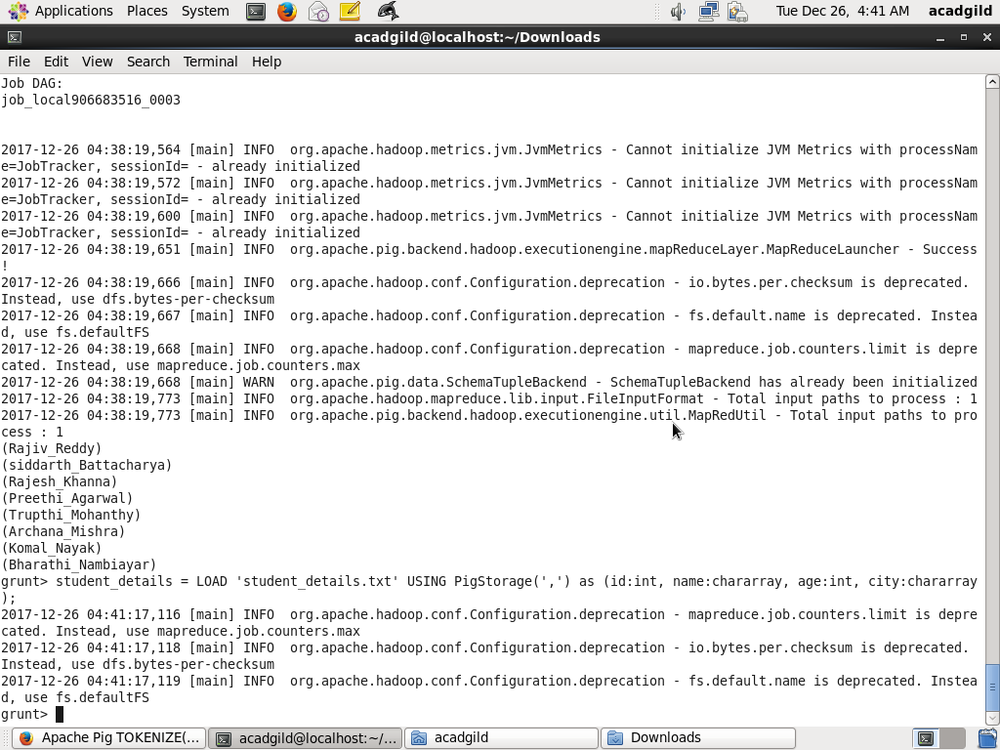 Applications Places System Tue Dec 26, 4:41 AM acadgild
acadgild@localhost:~/Downloads
File Edit View Search Terminal Help
Job DAG:
job_local906683516_0003
2017-12-26 04:38:19,564 [main] INFO  org.apache.hadoop.metrics.jvm.JvmMetrics - Cannot initialize JVM Metrics with processNam
e=JobTracker, sessionId= - already initialized
2017-12-26 04:38:19,572 [main] INFO  org.apache.hadoop.metrics.jvm.JvmMetrics - Cannot initialize JVM Metrics with processNam
e=JobTracker, sessionId= - already initialized
2017-12-26 04:38:19,600 [main] INFO  org.apache.hadoop.metrics.jvm.JvmMetrics - Cannot initialize JVM Metrics with processNam
e=JobTracker, sessionId= - already initialized
2017-12-26 04:38:19,651 [main] INFO  org.apache.pig.backend.hadoop.executionengine.mapReduceLayer.MapReduceLauncher - Success
!
2017-12-26 04:38:19,666 [main] INFO  org.apache.hadoop.conf.Configuration.deprecation - io.bytes.per.checksum is deprecated.
Instead, use dfs.bytes-per-checksum
2017-12-26 04:38:19,667 [main] INFO  org.apache.hadoop.conf.Configuration.deprecation - fs.default.name is deprecated. Instea
d, use fs.defaultFS
2017-12-26 04:38:19,668 [main] INFO  org.apache.hadoop.conf.Configuration.deprecation - mapreduce.job.counters.limit is depre
cated. Instead, use mapreduce.job.counters.max
2017-12-26 04:38:19,668 [main] WARN  org.apache.pig.data.SchemaTupleBackend - SchemaTupleBackend has already been initialized
2017-12-26 04:38:19,773 [main] INFO  org.apache.hadoop.mapreduce.lib.input.FileInputFormat - Total input paths to process : 1
2017-12-26 04:38:19,773 [main] INFO  org.apache.pig.backend.hadoop.executionengine.util.MapRedUtil - Total input paths to pro
cess : 1
(Rajiv_Reddy)
(siddarth_Battacharya)
(Rajesh_Khanna)
(Preethi_Agarwal)
(Trupthi_Mohanthy)
(Archana_Mishra)
(Komal_Nayak)
(Bharathi_Nambiayar)
grunt> student_details = LOAD 'student_details.txt' USING PigStorage(',') as (id:int, name:chararray, age:int, city:chararray
);
2017-12-26 04:41:17,116 [main] INFO  org.apache.hadoop.conf.Configuration.deprecation - mapreduce.job.counters.limit is depre
cated. Instead, use mapreduce.job.counters.max
2017-12-26 04:41:17,118 [main] INFO  org.apache.hadoop.conf.Configuration.deprecation - io.bytes.per.checksum is deprecated.
Instead, use dfs.bytes-per-checksum
2017-12-26 04:41:17,119 [main] INFO  org.apache.hadoop.conf.Configuration.deprecation - fs.default.name is deprecated. Instea
d, use fs.defaultFS
grunt>
Apache Pig TOKENIZE(... acadgild@localhost:~/... acadgild Downloads